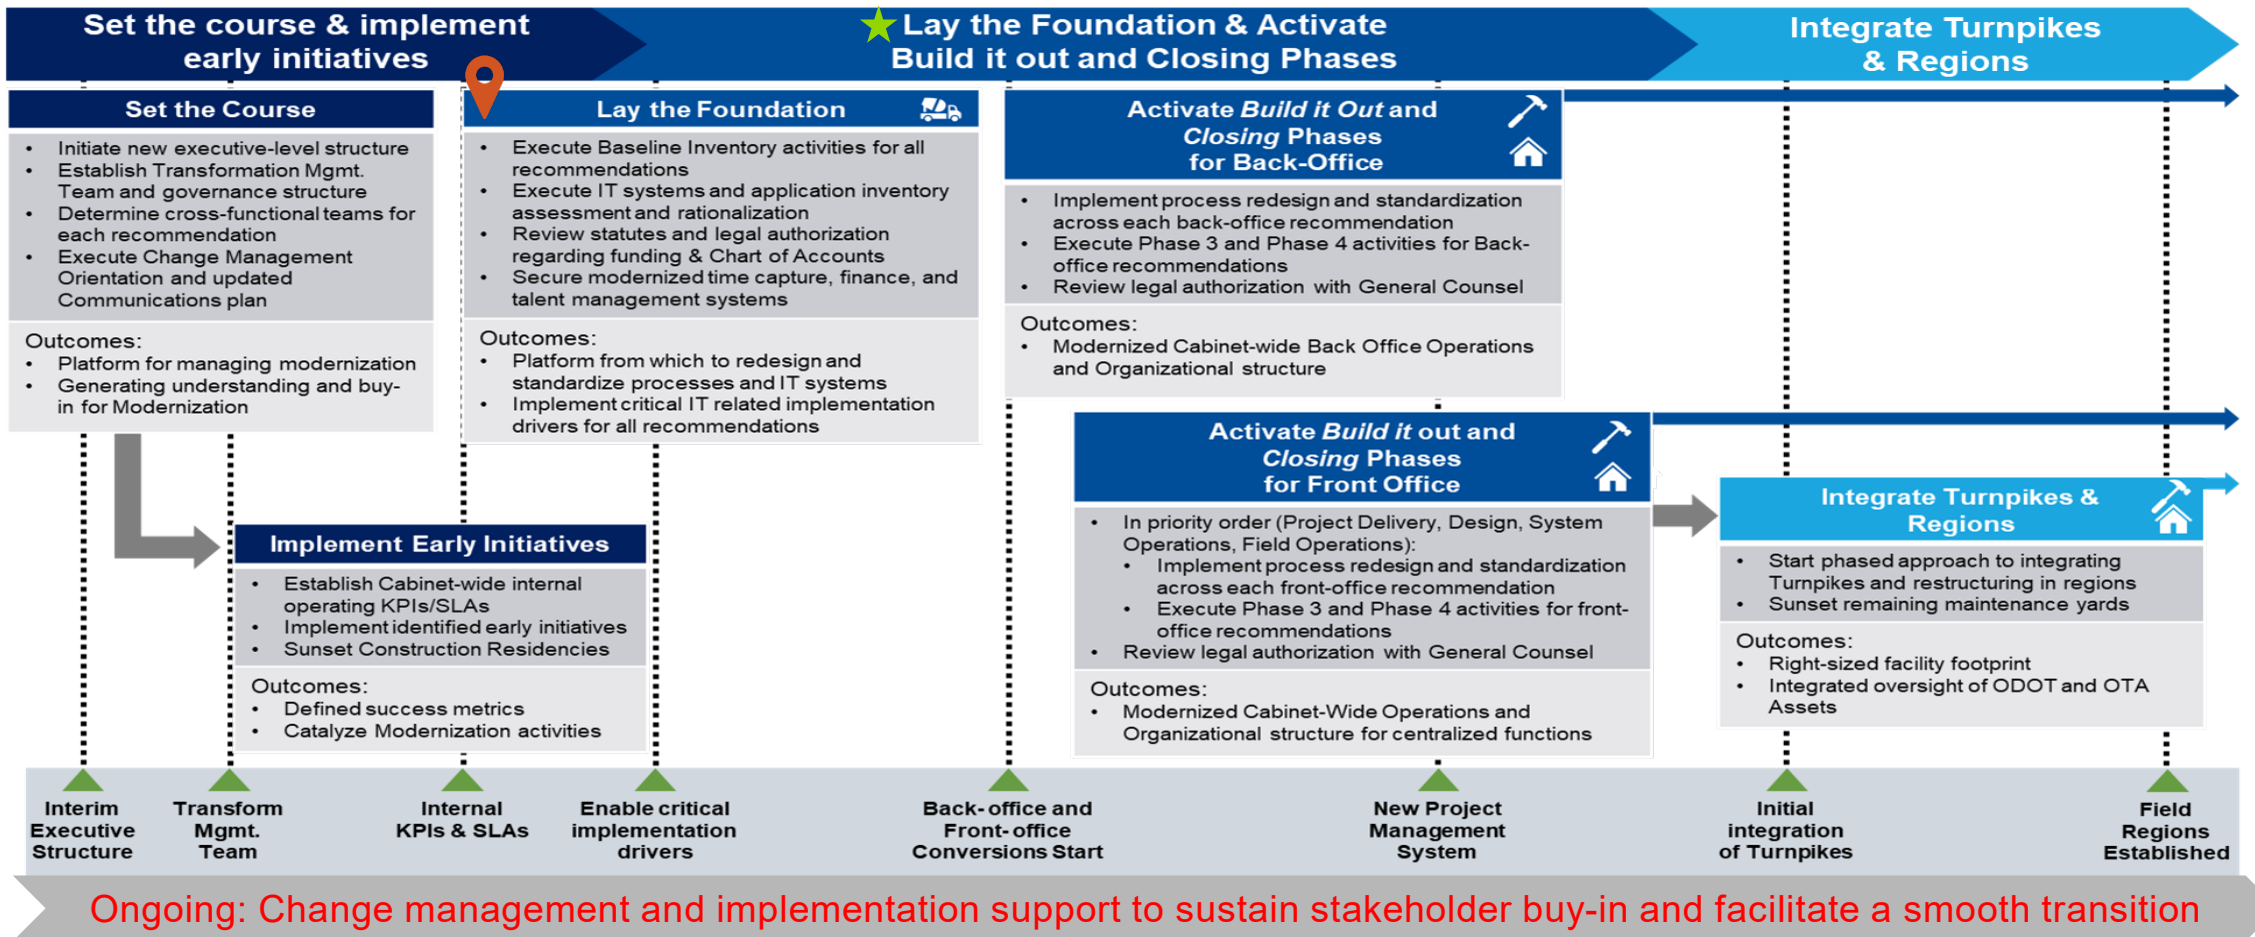 Set the course & implement
early initiatives
Lay the Foundation & Activate
Build it out and Closing Phases
Integrate Turnpikes
& Regions
Set the Course
• Initiate new executive-level structure
• Establish Transformation Mgmt.
Team and governance structure
• Determine cross-functional teams for
each recommendation
• Execute Change Management
Orientation and updated
Communications plan
Outcomes:
• Platform for managing modernization
• Generating understanding and buy-
in for Modernization
Implement Early Initiatives
• Establish Cabinet-wide internal
operating KPIs/SLAs
• Implement identified early initiatives
• Sunset Construction Residencies
Outcomes:
• Defined success metrics
• Catalyze Modernization activities
Lay the Foundation
• Execute Baseline Inventory activities for all
recommendations
• Execute IT systems and application inventory
assessment and rationalization
• Review statutes and legal authorization
regarding funding & Chart of Accounts
• Secure modernized time capture, finance, and
talent management systems
Outcomes:
• Platform from which to redesign and
standardize processes and IT systems
• Implement critical IT related implementation
drivers for all recommendations
Activate Build it Out and
Closing Phases
for Back-Office
• Implement process redesign and standardization
across each back-office recommendation
• Execute Phase 3 and Phase 4 activities for Back-
office recommendations
• Review legal authorization with General Counsel
Outcomes:
• Modernized Cabinet-wide Back Office Operations
and Organizational structure
Activate Build it out and
Closing Phases
for Front Office
• In priority order (Project Delivery, Design, System
Operations, Field Operations):
• Implement process redesign and standardization
across each front-office recommendation
• Execute Phase 3 and Phase 4 activities for front-
office recommendations
• Review legal authorization with General Counsel
Outcomes:
• Modernized Cabinet-Wide Operations and
Organizational structure for centralized functions
Integrate Turnpikes &
Regions
• Start phased approach to integrating
Turnpikes and restructuring in regions
• Sunset remaining maintenance yards
Outcomes:
• Right-sized facility footprint
• Integrated oversight of ODOT and OTA
Assets
Interim
Executive
Structure
Transform
Mgmt.
Team
Internal
KPIs & SLAs
Enable critical
implementation
drivers
Back-office and
Front-office
Conversions Start
New Project
Management
System
Initial
integration
of Turnpikes
Field
Regions
Established
Ongoing: Change management and implementation support to sustain stakeholder buy-in and facilitate a smooth transition